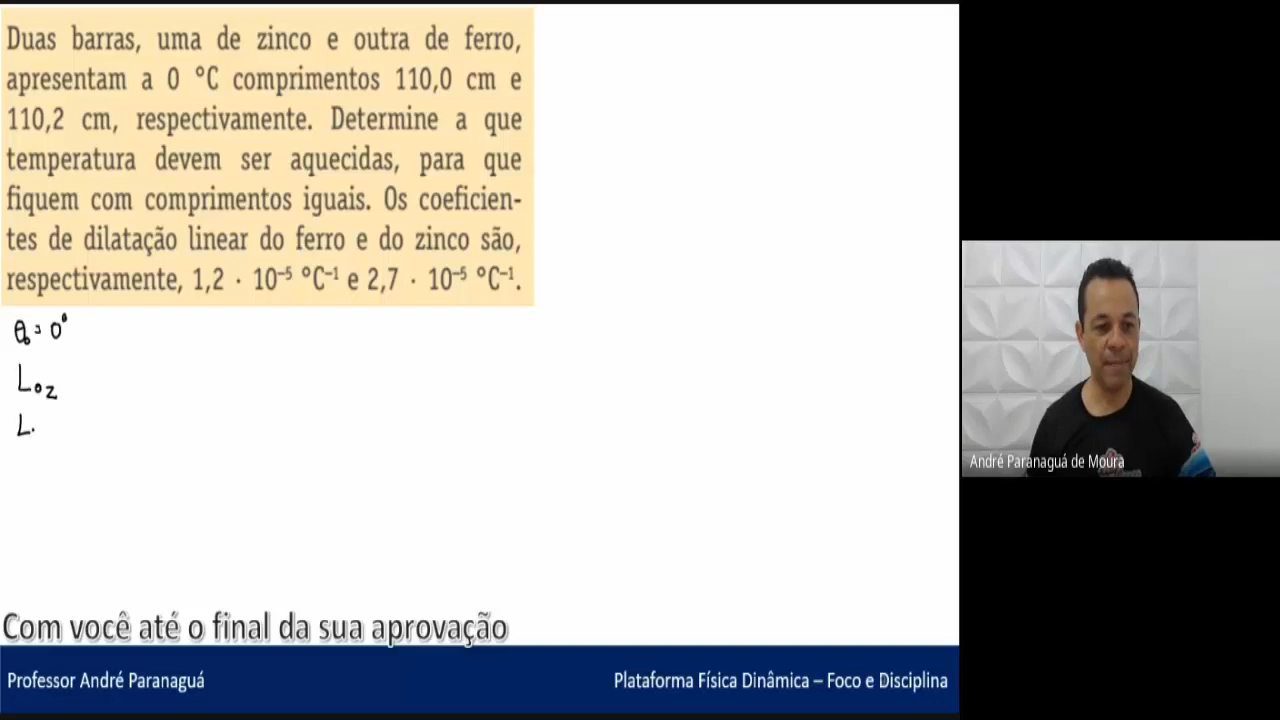 Duas barras, uma de zinco e outra de ferro,
apresentam a 0 °C comprimentos 110,0 cm e
110,2 cm, respectivamente. Determine a que
temperatura devem ser aquecidas, para que
fiquem com comprimentos iguais. Os coeficien-
tes de dilatação linear do ferro e do zinco são,
respectivamente, 1,2 · 10⁻⁵ °C⁻¹ e 2,7 · 10⁻⁵ °C⁻¹.
θ₀ = 0°
L₀z
L.
André Paranaguá de Moura
Com você até o final da sua aprovação
Professor André Paranaguá
Plataforma Física Dinâmica – Foco e Disciplina